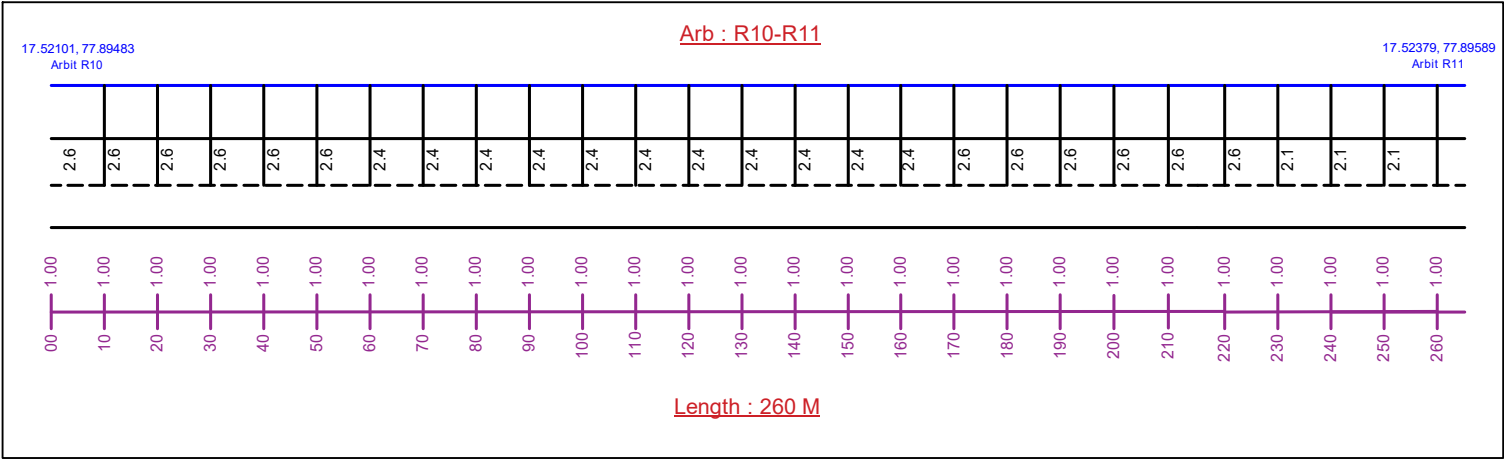 Arb : R10-R11
17.52101, 77.89483
Arbit R10
17.52379, 77.89589
Arbit R11
2.6 2.6 2.6 2.6 2.6 2.6 2.4 2.4 2.4 2.4 2.4 2.4 2.4 2.4 2.4 2.4 2.4 2.6 2.6 2.6 2.6 2.6 2.6 2.1 2.1 2.1
1.00 1.00 1.00 1.00 1.00 1.00 1.00 1.00 1.00 1.00 1.00 1.00 1.00 1.00 1.00 1.00 1.00 1.00 1.00 1.00 1.00 1.00 1.00 1.00 1.00 1.00 1.00
00 10 20 30 40 50 60 70 80 90 100 110 120 130 140 150 160 170 180 190 200 210 220 230 240 250 260
Length : 260 M